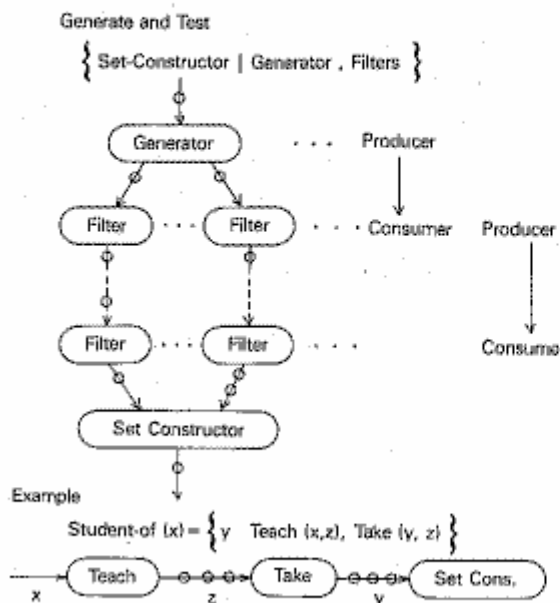 Generate and Test
{ Set-Constructor | Generator , Filters }
Generator · · · Producer
Filter · · · Filter · · · Consumer Producer
Filter · · · Filter · · · Consumer
Set Constructor
Example
Student-of (x) = { y Teach (x,z), Take (y, z) }
Teach Take Set Cons.
x z y